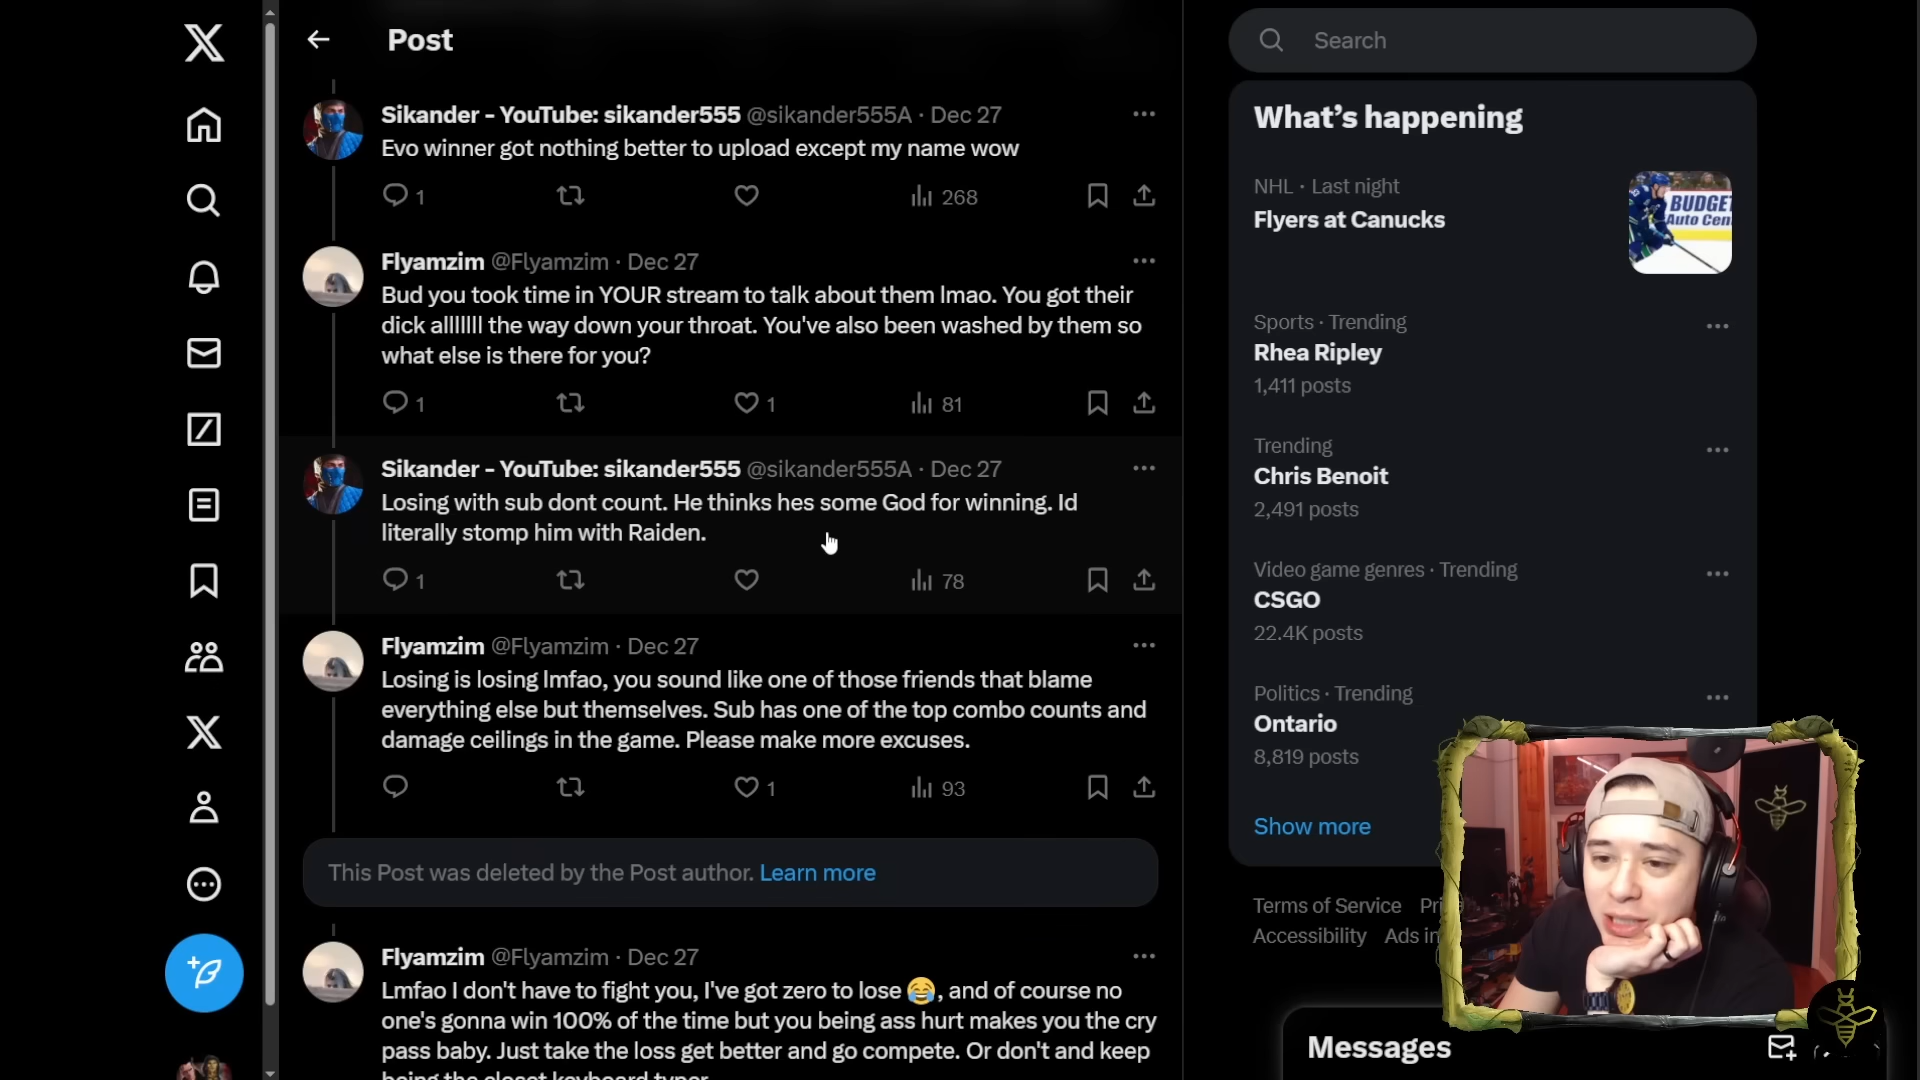 Post
Sikander - YouTube: sikander555 @sikander555A · Dec 27
Evo winner got nothing better to upload except my name wow
1
268
Flyamzim @Flyamzim · Dec 27
Bud you took time in YOUR stream to talk about them lmao. You got their
dick alllllll the way down your throat. You've also been washed by them so
what else is there for you?
1
1
81
Sikander - YouTube: sikander555 @sikander555A · Dec 27
Losing with sub dont count. He thinks hes some God for winning. Id
literally stomp him with Raiden.
1
78
Flyamzim @Flyamzim · Dec 27
Losing is losing lmfao, you sound like one of those friends that blame
everything else but themselves. Sub has one of the top combo counts and
damage ceilings in the game. Please make more excuses.
1
93
This Post was deleted by the Post author. Learn more
Flyamzim @Flyamzim · Dec 27
Lmfao I don't have to fight you, I've got zero to lose 😂, and of course no
one's gonna win 100% of the time but you being ass hurt makes you the cry
pass baby. Just take the loss get better and go compete. Or don't and keep
being the closet keyboard typer
Search
What's happening
NHL · Last night
Flyers at Canucks
BUDGET
Auto Cen
Sports · Trending
Rhea Ripley
1,411 posts
Trending
Chris Benoit
2,491 posts
Video game genres · Trending
CSGO
22.4K posts
Politics · Trending
Ontario
8,819 posts
Show more
Terms of Service
Accessibility Ads in
Messages